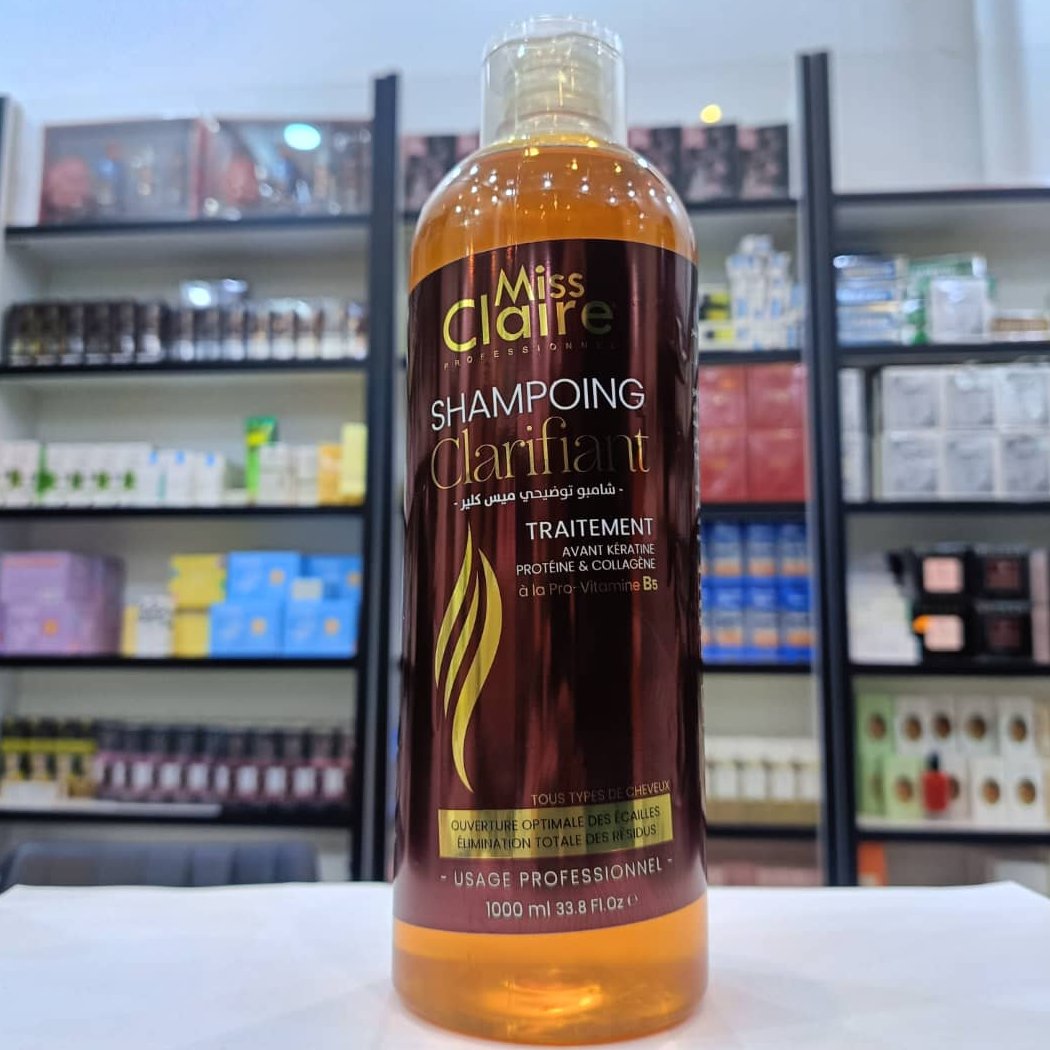 Miss
Claire
PROFESSIONNEL
SHAMPOING
Clarifiant
- شامبو توضيحي ميس كلير -
TRAITEMENT
AVANT KÉRATINE
PROTÉINE & COLLAGÈNE
à la Pro- Vitamine B5
TOUS TYPES DE CHEVEUX
OUVERTURE OPTIMALE DES ÉCAILLES
ÉLIMINATION TOTALE DES RÉSIDUS
- USAGE PROFESSIONNEL -
1000 ml 33.8 Fl.Oz ℮